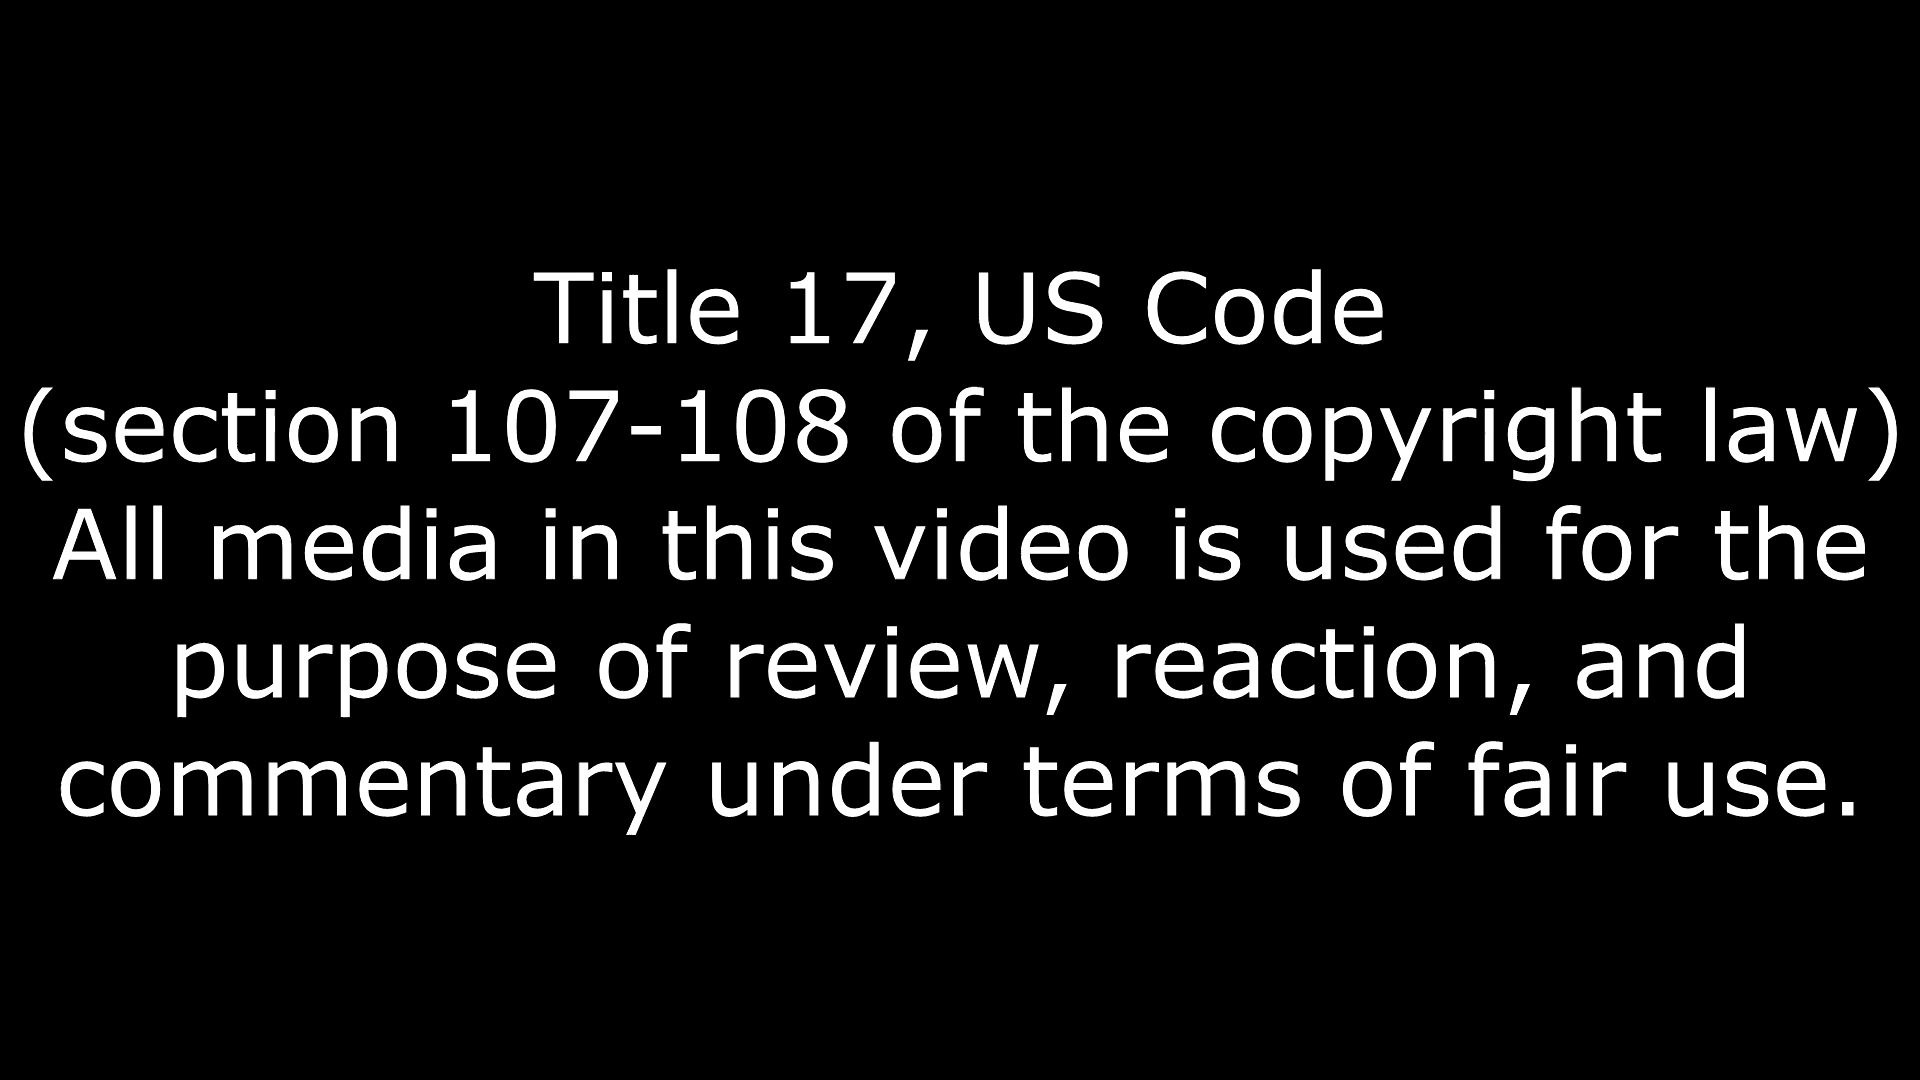 Title 17, US Code
(section 107-108 of the copyright law)
All media in this video is used for the
purpose of review, reaction, and
commentary under terms of fair use.